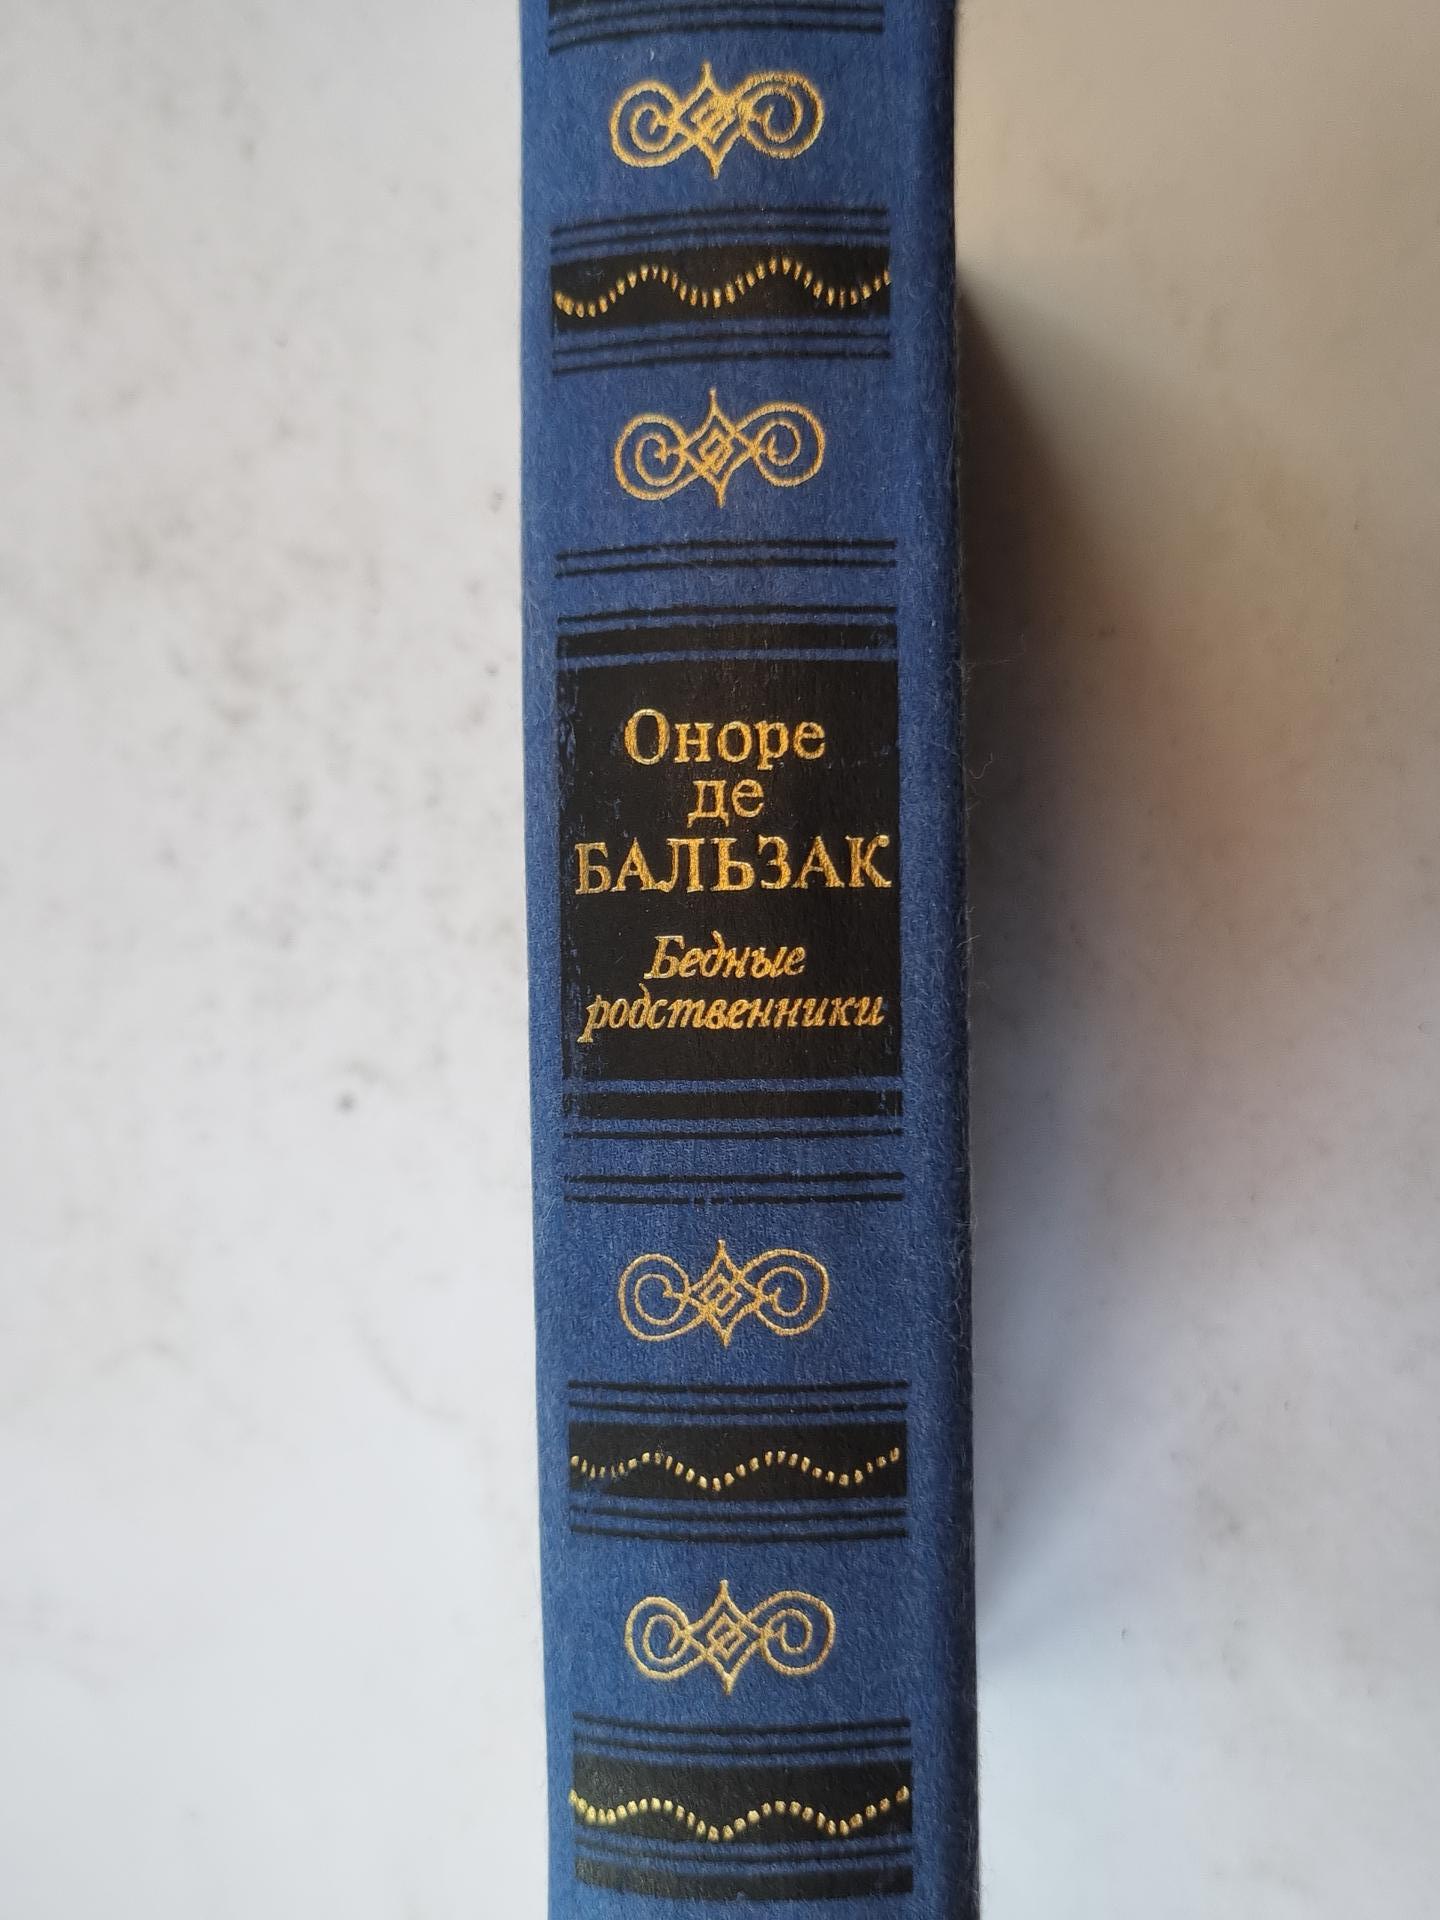 Оноре
де
БАЛЬЗАК
Бедные
родственники